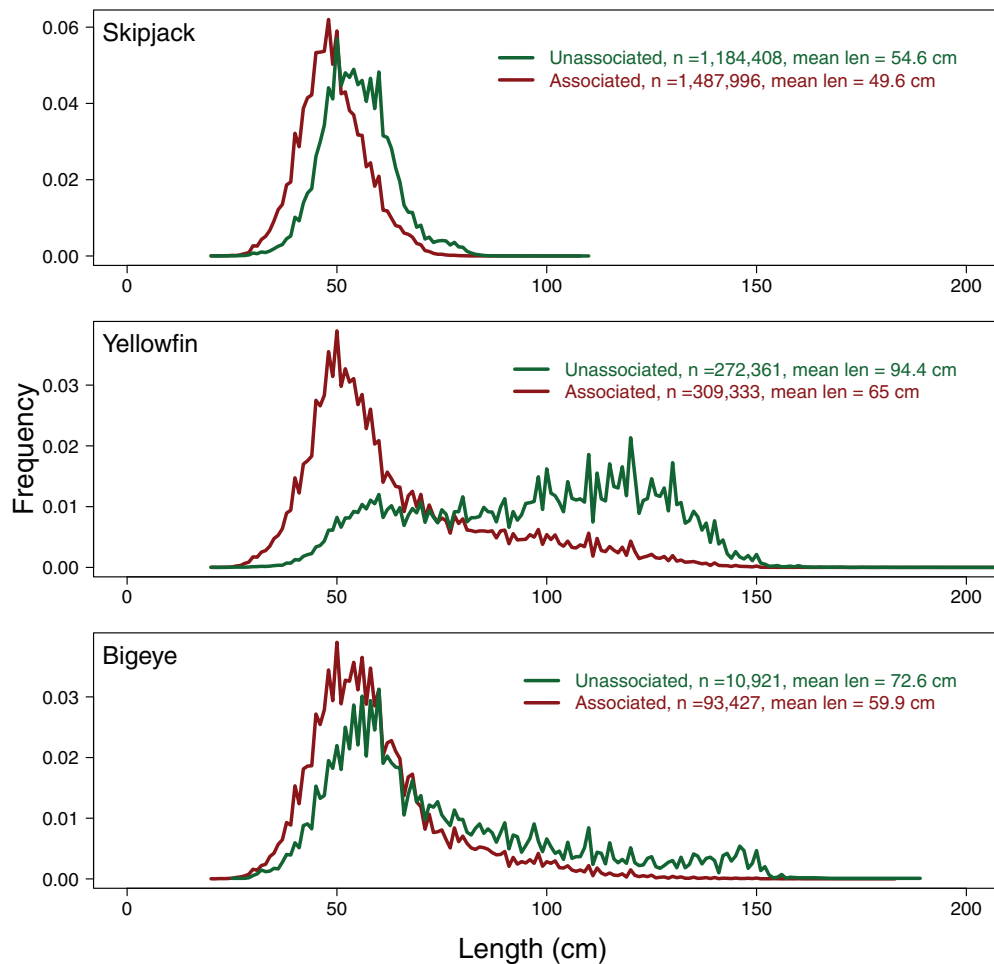 Skipjack
Unassociated, n =1,184,408, mean len = 54.6 cm
Associated, n =1,487,996, mean len = 49.6 cm
0.06
0.04
0.02
0.00
0 50 100 150 200
Yellowfin
Unassociated, n =272,361, mean len = 94.4 cm
Associated, n =309,333, mean len = 65 cm
0.03
0.02
0.01
0.00
0 50 100 150 200
Frequency
Bigeye
Unassociated, n =10,921, mean len = 72.6 cm
Associated, n =93,427, mean len = 59.9 cm
0.03
0.02
0.01
0.00
0 50 100 150 200
Length (cm)